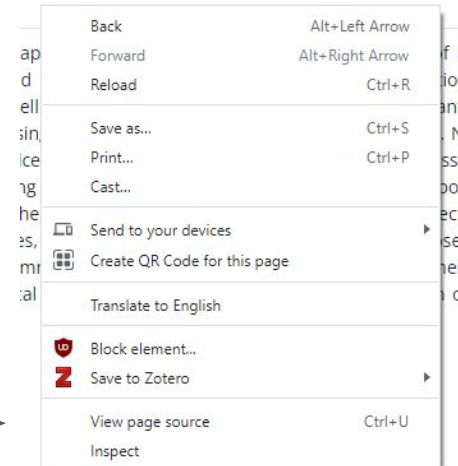 Back Alt+Left Arrow
Forward Alt+Right Arrow
Reload Ctrl+R
Save as... Ctrl+S
Print... Ctrl+P
Cast...
Send to your devices
Create QR Code for this page
Translate to English
Block element...
Save to Zotero
View page source Ctrl+U
Inspect